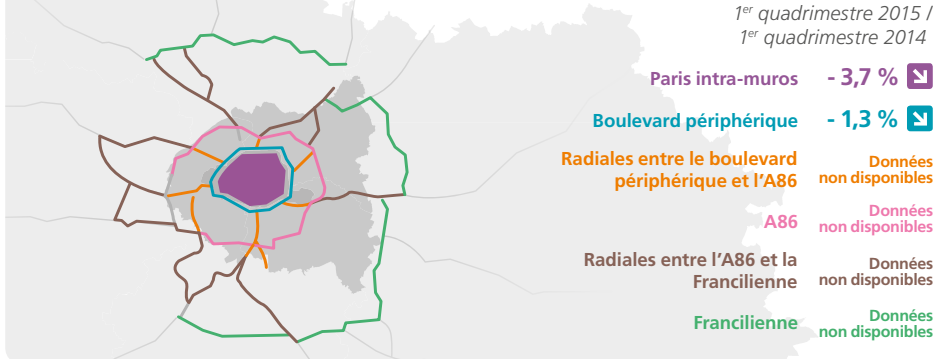 1er quadrimestre 2015 /
1er quadrimestre 2014
Paris intra-muros - 3,7 %
Boulevard périphérique - 1,3 %
Radiales entre le boulevard
périphérique et l'A86
Données
non disponibles
A86
Données
non disponibles
Radiales entre l'A86 et la
Francilienne
Données
non disponibles
Francilienne
Données
non disponibles